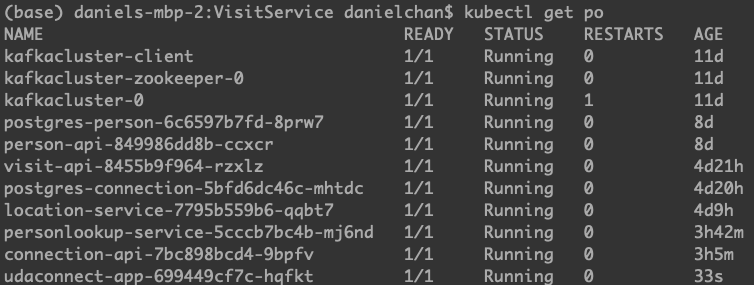 (base) daniels-mbp-2:VisitService danielchan$ kubectl get po
NAME READY STATUS RESTARTS AGE
kafkacluster-client 1/1 Running 0 11d
kafkacluster-zookeeper-0 1/1 Running 0 11d
kafkacluster-0 1/1 Running 1 11d
postgres-person-6c6597b7fd-8prw7 1/1 Running 0 8d
person-api-849986dd8b-ccxcr 1/1 Running 0 8d
visit-api-8455b9f964-rzxlz 1/1 Running 0 4d21h
postgres-connection-5bfd6dc46c-mhtdc 1/1 Running 0 4d20h
location-service-7795b559b6-qqbt7 1/1 Running 0 4d9h
personlookup-service-5cccb7bc4b-mj6nd 1/1 Running 0 3h42m
connection-api-7bc898bcd4-9bpfv 1/1 Running 0 3h5m
udaconnect-app-699449cf7c-hqfkt 1/1 Running 0 33s